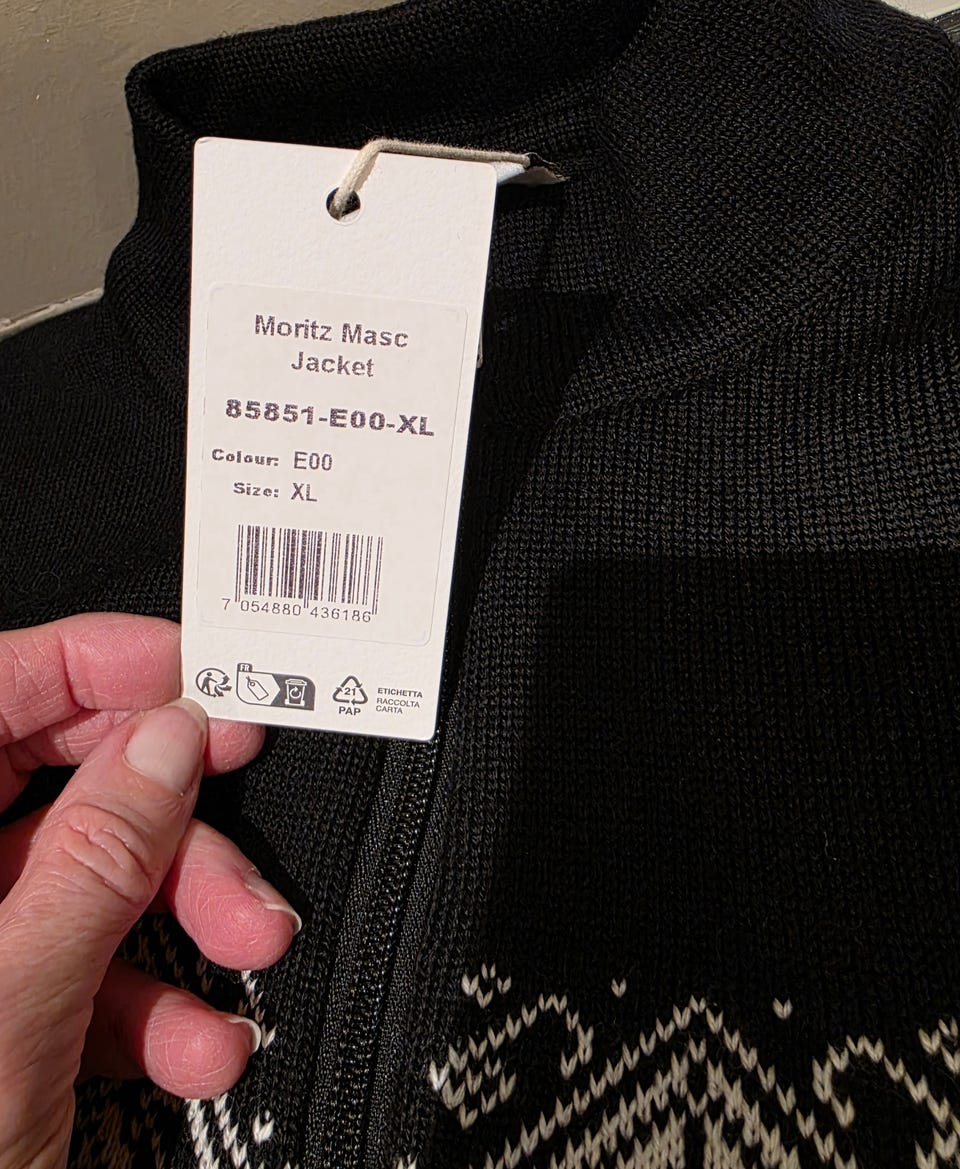 Moritz Masc
Jacket
85851-E00-XL
Colour: E00
Size: XL
7 054880 436186
FR
21
PAP
ETICHETTA
RACCOLTA
CARTA